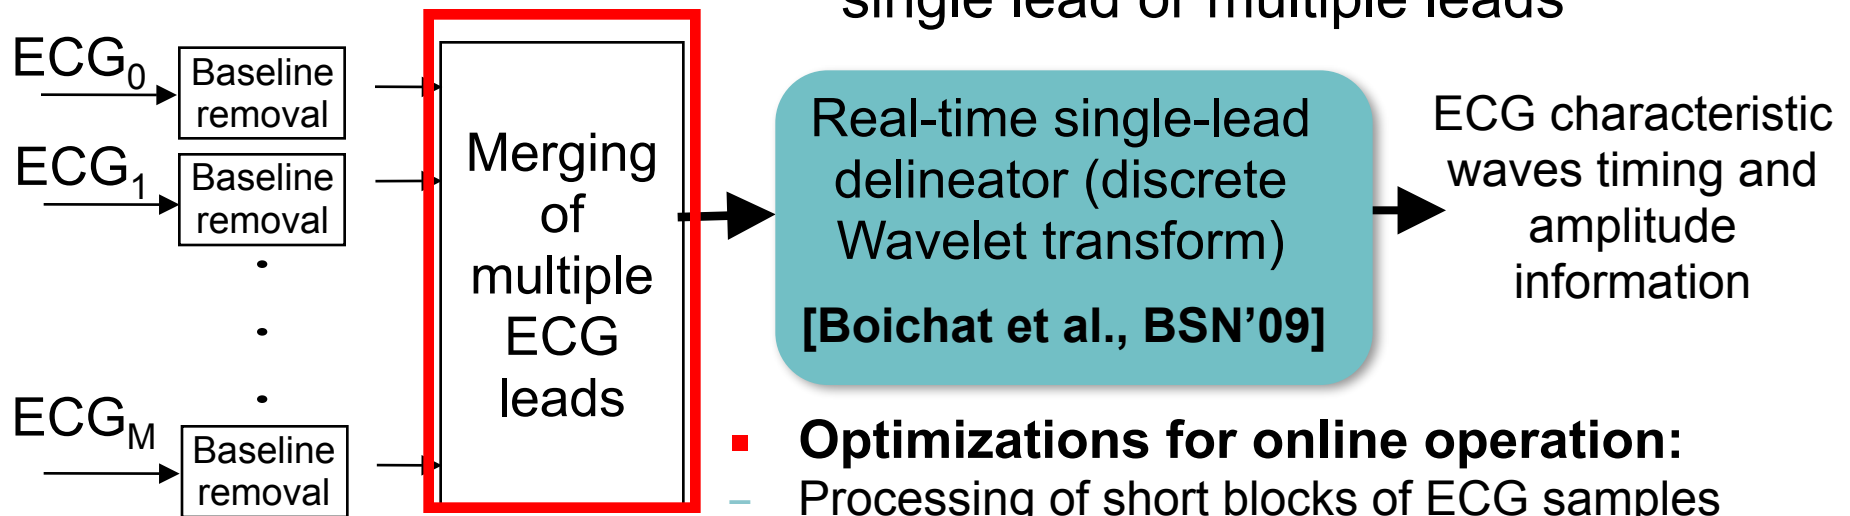 single lead or multiple leads
ECG0
Baseline
removal
ECG1
Baseline
removal
ECGM
Baseline
removal
Merging
of
multiple
ECG
leads
Real-time single-lead
delineator (discrete
Wavelet transform)
[Boichat et al., BSN’09]
ECG characteristic
waves timing and
amplitude
information
▪ Optimizations for online operation:
– Processing of short blocks of ECG samples